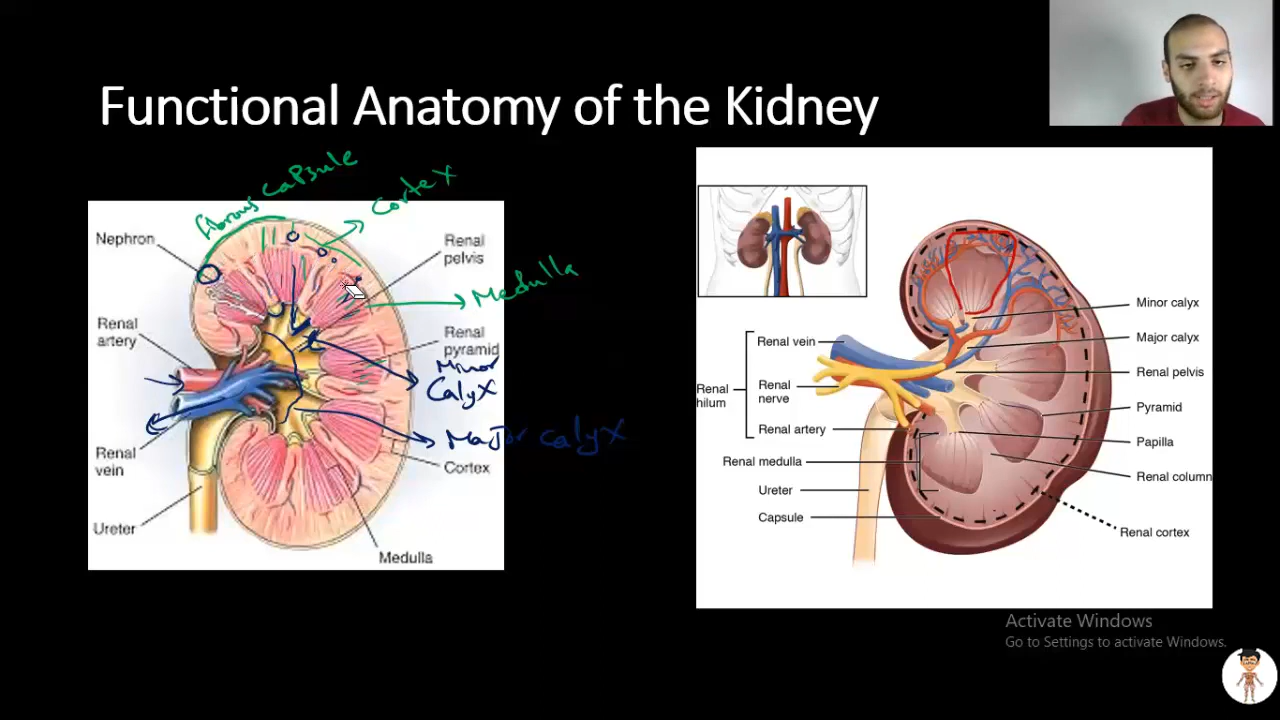 Functional Anatomy of the Kidney
Fibrous Capsule
Cortex
Medulla
Minor
Calyx
Major Calyx
Nephron
Renal
pelvis
Renal
artery
Renal
pyramid
Renal
vein
Cortex
Ureter
Medulla
Minor calyx
Major calyx
Renal vein
Renal pelvis
Renal
hilum
Renal
nerve
Pyramid
Renal artery
Papilla
Renal medulla
Renal column
Ureter
Capsule
Renal cortex
Activate Windows
Go to Settings to activate Windows.